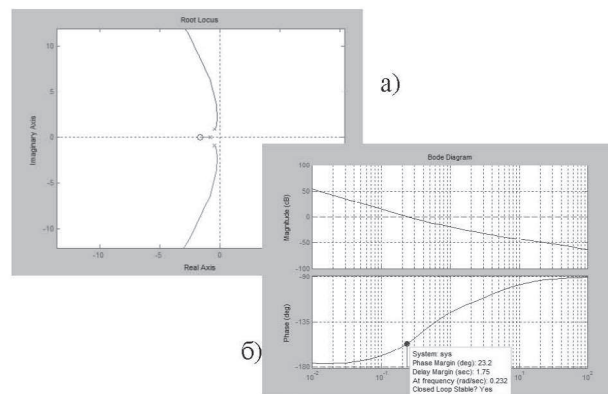 Root Locus
10
5
0
-5
-10
-10
-5
0
Imaginary Axis
Real Axis
а)
Bode Diagram
100
50
0
-50
-100
Magnitude (dB)
-90
-135
-180
Phase (deg)
System: sys
Phase Margin (deg): 23.2
Delay Margin (sec): 1.75
At frequency (rad/sec): 0.232
Closed Loop Stable? Yes
б)